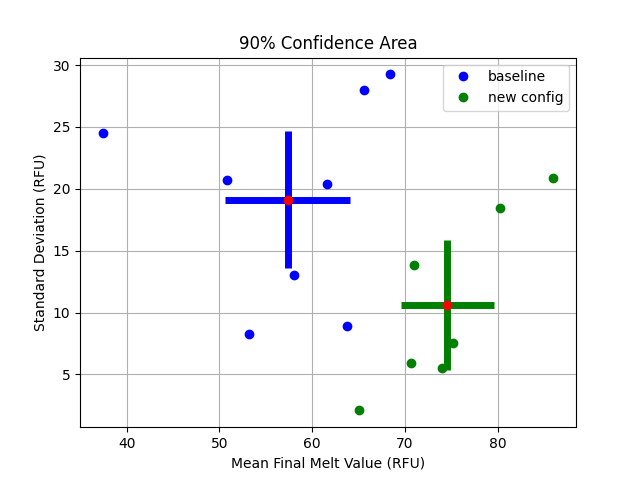 90% Confidence Area
baseline
new config
30
25
20
15
10
5
Standard Deviation (RFU)
40
50
60
70
80
Mean Final Melt Value (RFU)